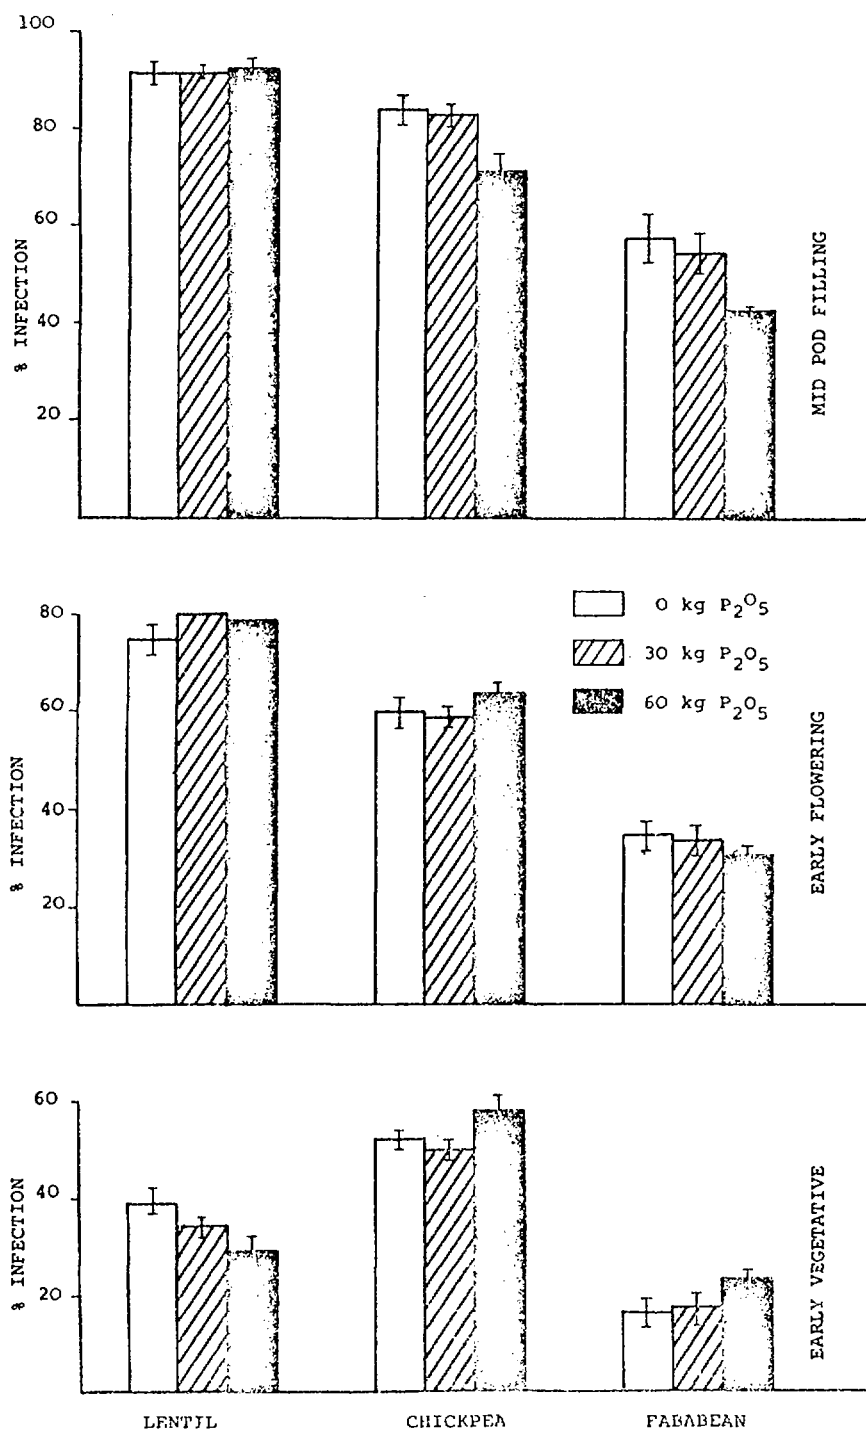 100
80
60
40
20
% INFECTION
MID POD FILLING
80
60
40
20
% INFECTION
0 kg P2O5
30 kg P2O5
60 kg P2O5
EARLY FLOWERING
60
40
20
% INFECTION
EARLY VEGETATIVE
LENTIL CHICKPEA FABABEAN